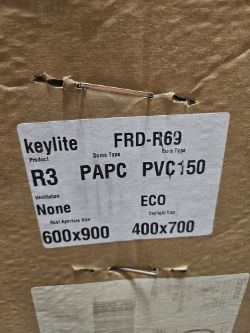 keylite FRD-R69
Product Dome Type Curb Type
R3 PAPC PVC150
Ventilation
None ECO
Roof Aperture Size Daylight Size
600x900 400x700